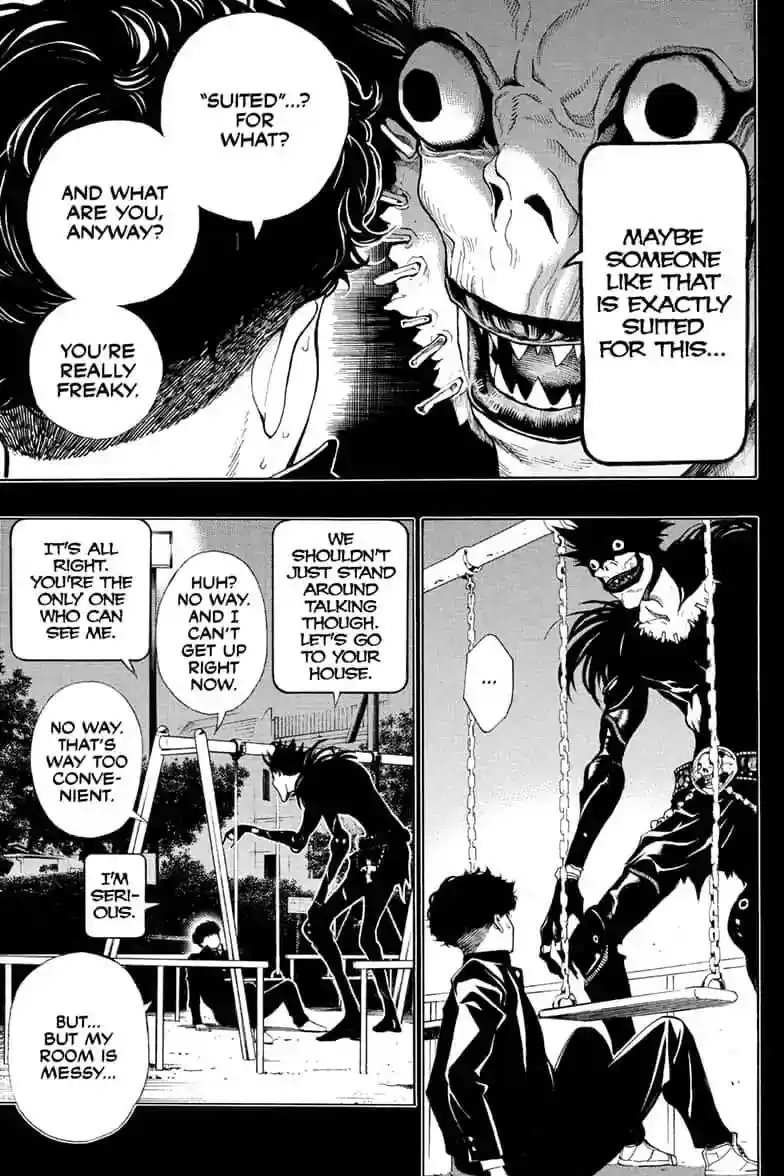 MAYBE
SOMEONE
LIKE THAT
IS EXACTLY
SUITED
FOR THIS...
“SUITED”...?
FOR
WHAT?
AND WHAT
ARE YOU,
ANYWAY?
YOU'RE
REALLY
FREAKY.
...
WE
SHOULDN'T
JUST STAND
AROUND
TALKING
THOUGH.
LET'S GO
TO YOUR
HOUSE.
HUH?
NO WAY.
AND I
CAN'T
GET UP
RIGHT
NOW.
IT'S ALL
RIGHT.
YOU'RE THE
ONLY ONE
WHO CAN
SEE ME.
NO WAY.
THAT'S
WAY TOO
CONVE-
NIENT.
I'M
SERI-
OUS.
BUT...
BUT MY
ROOM IS
MESSY...